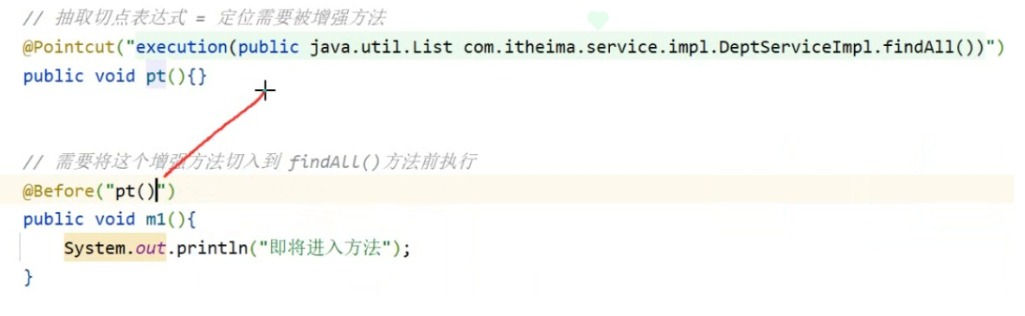 // 抽取切点表达式 = 定位需要被增强方法
@Pointcut("execution(public java.util.List com.itheima.service.impl.DeptServiceImpl.findAll())")
public void pt(){}
// 需要将这个增强方法切入到 findAll()方法前执行
@Before("pt()")
public void m1(){
System.out.println("即将进入方法");
}